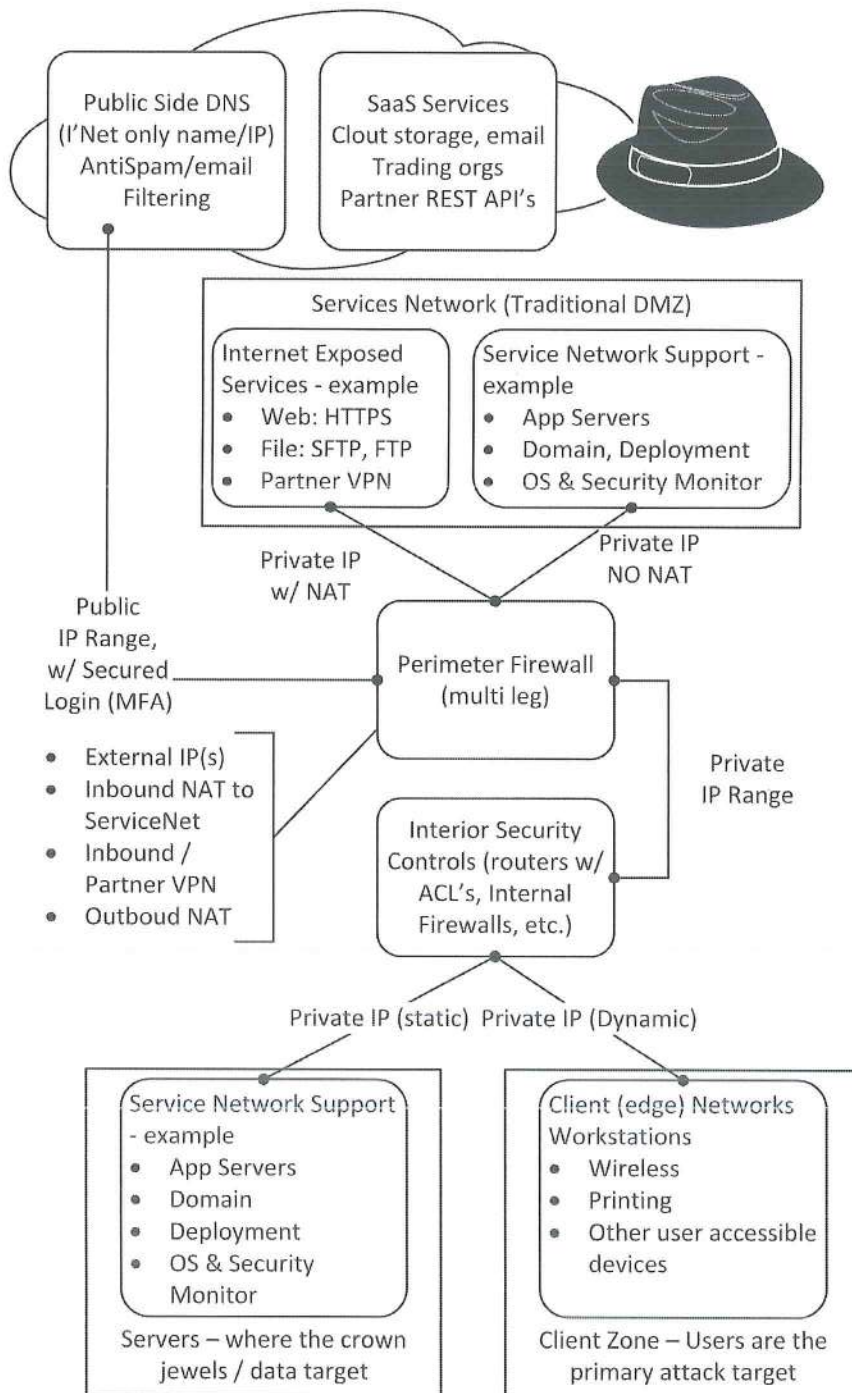 Public Side DNS
(I'Net only name/IP)
AntiSpam/email
Filtering
SaaS Services
Clout storage, email
Trading orgs
Partner REST API's
Services Network (Traditional DMZ)
Internet Exposed
Services - example
• Web: HTTPS
• File: SFTP, FTP
• Partner VPN
Service Network Support -
example
• App Servers
• Domain, Deployment
• OS & Security Monitor
Private IP
w/ NAT
Private IP
NO NAT
Public
IP Range,
w/ Secured
Login (MFA)
Perimeter Firewall
(multi leg)
• External IP(s)
• Inbound NAT to
ServiceNet
• Inbound /
Partner VPN
• Outboud NAT
Private
IP Range
Interior Security
Controls (routers w/
ACL's, Internal
Firewalls, etc.)
Private IP (static)
Private IP (Dynamic)
Service Network Support
- example
• App Servers
• Domain
• Deployment
• OS & Security
Monitor
Servers – where the crown
jewels / data target
Client (edge) Networks
Workstations
• Wireless
• Printing
• Other user accessible
devices
Client Zone – Users are the
primary attack target